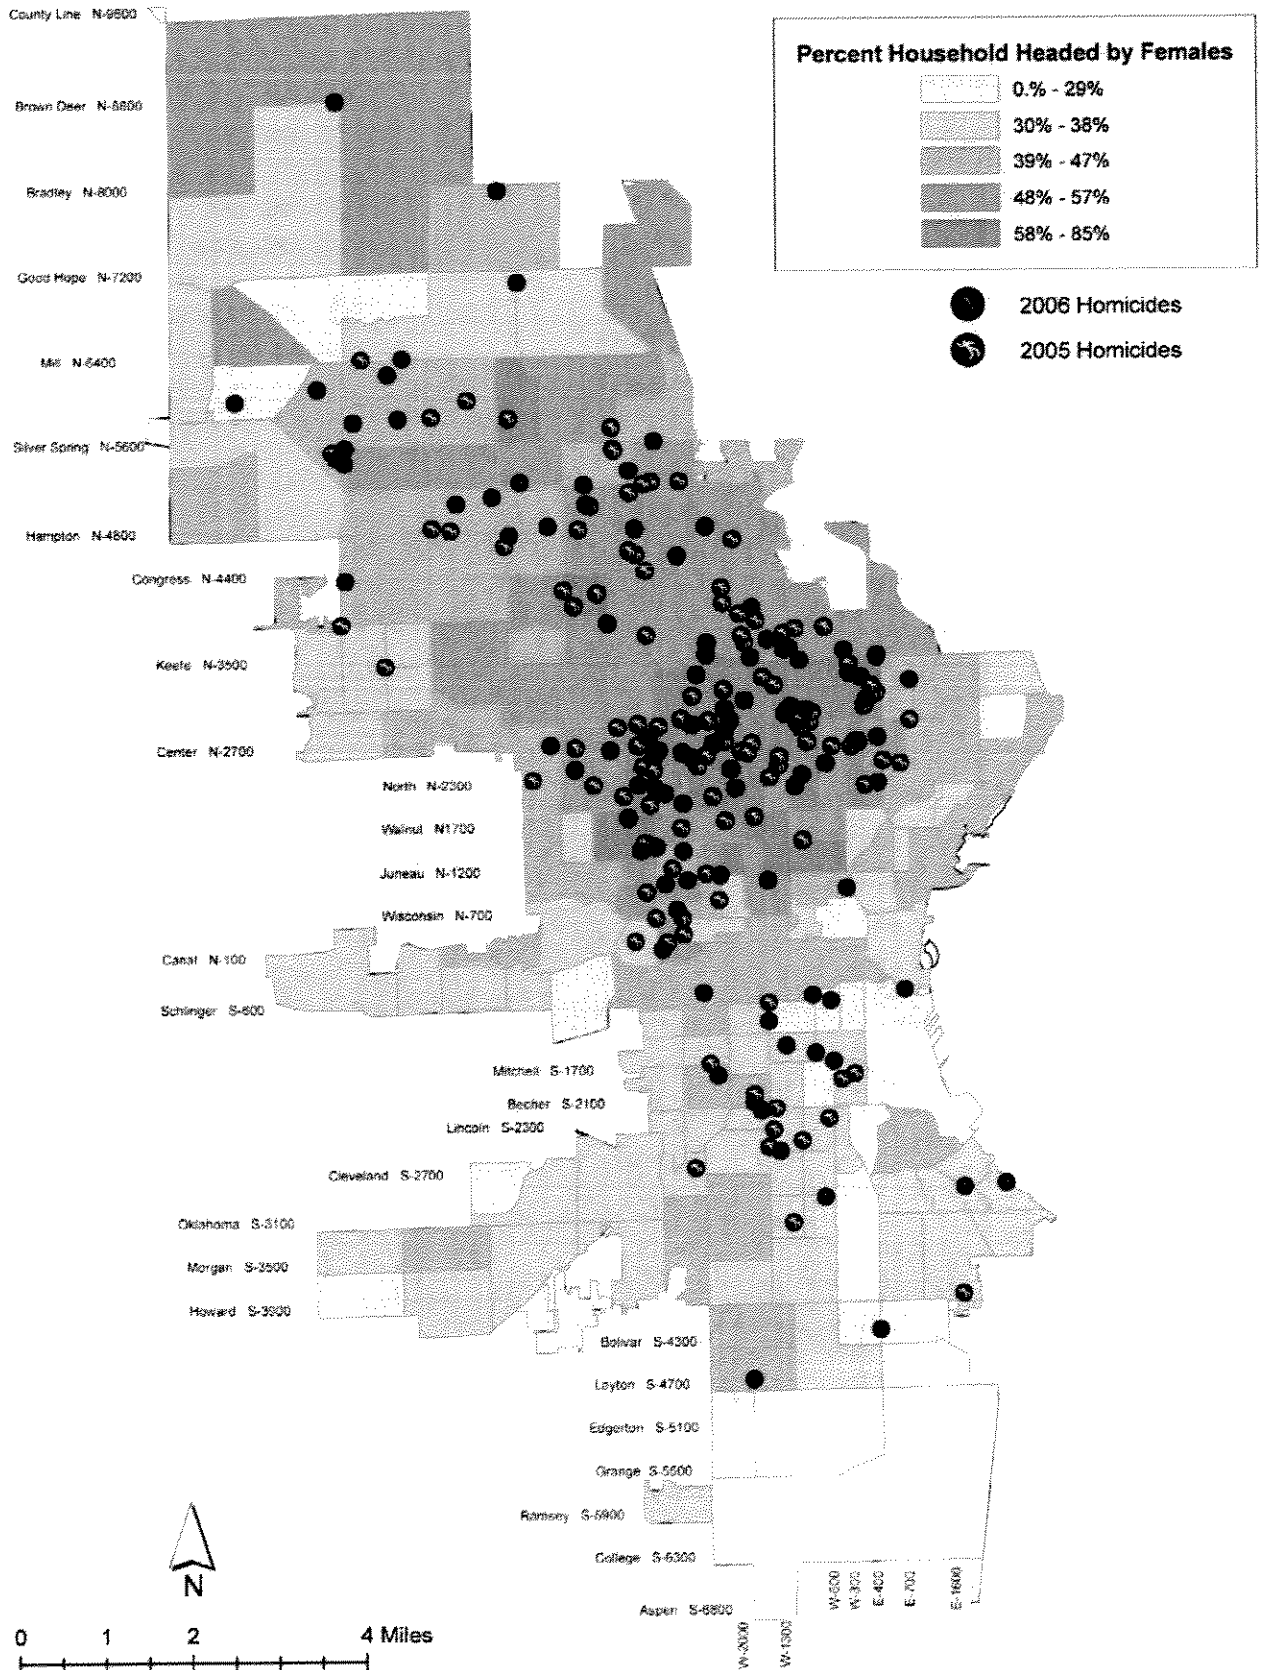 County Line N-9500
Percent Household Headed by Females
0.% - 29%
30% - 38%
39% - 47%
48% - 57%
58% - 85%
2006 Homicides
2005 Homicides
Brown Deer N-8800
Bradley N-8000
Good Hope N-7200
Mill N-6400
Silver Spring N-5600
Hampton N-4800
Congress N-4400
Keefe N-3500
Center N-2700
North N-2300
Walnut N1700
Juneau N-1200
Wisconsin N-700
Canal N-100
Schlinger S-600
Mitchell S-1700
Becher S-2100
Lincoln S-2300
Cleveland S-2700
Oklahoma S-3100
Morgan S-3500
Howard S-3900
Bolivar S-4300
Layton S-4700
Edgerton S-5100
Grange S-5500
Ramsey S-5900
College S-6300
Aspen S-6800
W-2000
W-1300
W-500
W-300
E-400
E-700
E-1600
N
0 1 2 4 Miles